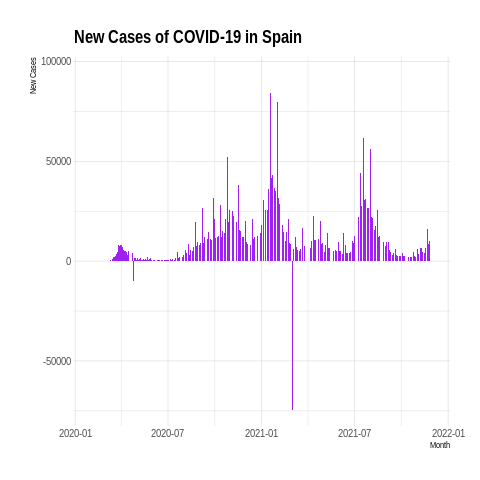 New Cases of COVID-19 in Spain
New Cases
100000
50000
0
-50000
2020-01 2020-07 2021-01 2021-07 2022-01
Month